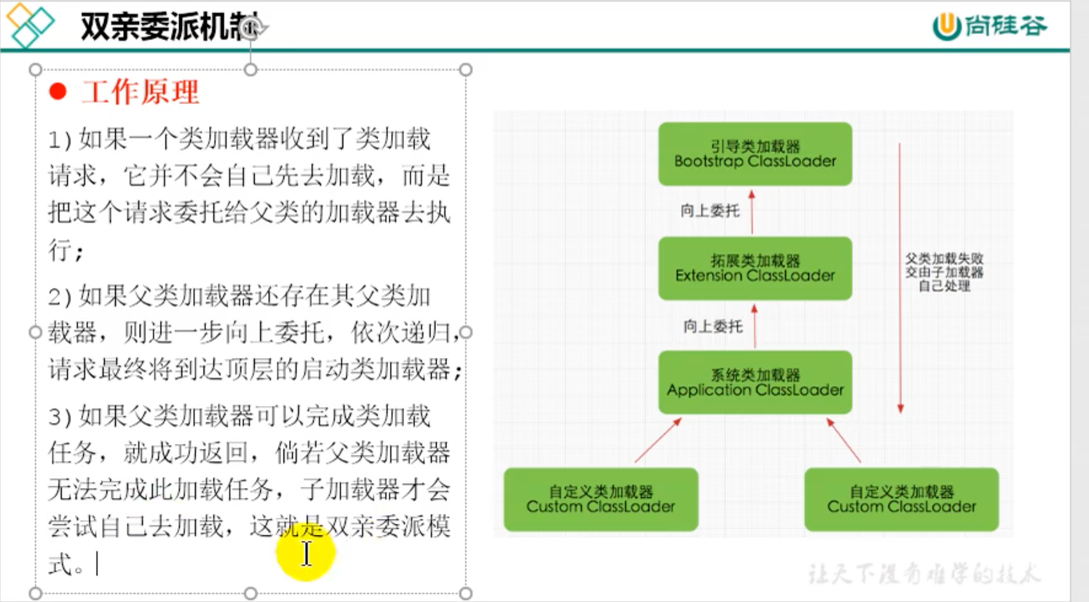 双亲委派机制
尚硅谷
工作原理
1)如果一个类加载器收到了类加载
请求，它并不会自己先去加载，而是
把这个请求委托给父类的加载器去执
行；
2)如果父类加载器还存在其父类加
载器，则进一步向上委托，依次递归，
请求最终将到达顶层的启动类加载器；
3)如果父类加载器可以完成类加载
任务，就成功返回，倘若父类加载器
无法完成此加载任务，子加载器才会
尝试自己去加载，这就是双亲委派模
式。
引导类加载器
Bootstrap ClassLoader
向上委托
拓展类加载器
Extension ClassLoader
父类加载失败
交由子加载器
自己处理
向上委托
系统类加载器
Application ClassLoader
自定义类加载器
Custom ClassLoader
自定义类加载器
Custom ClassLoader
让天下没有难学的技术